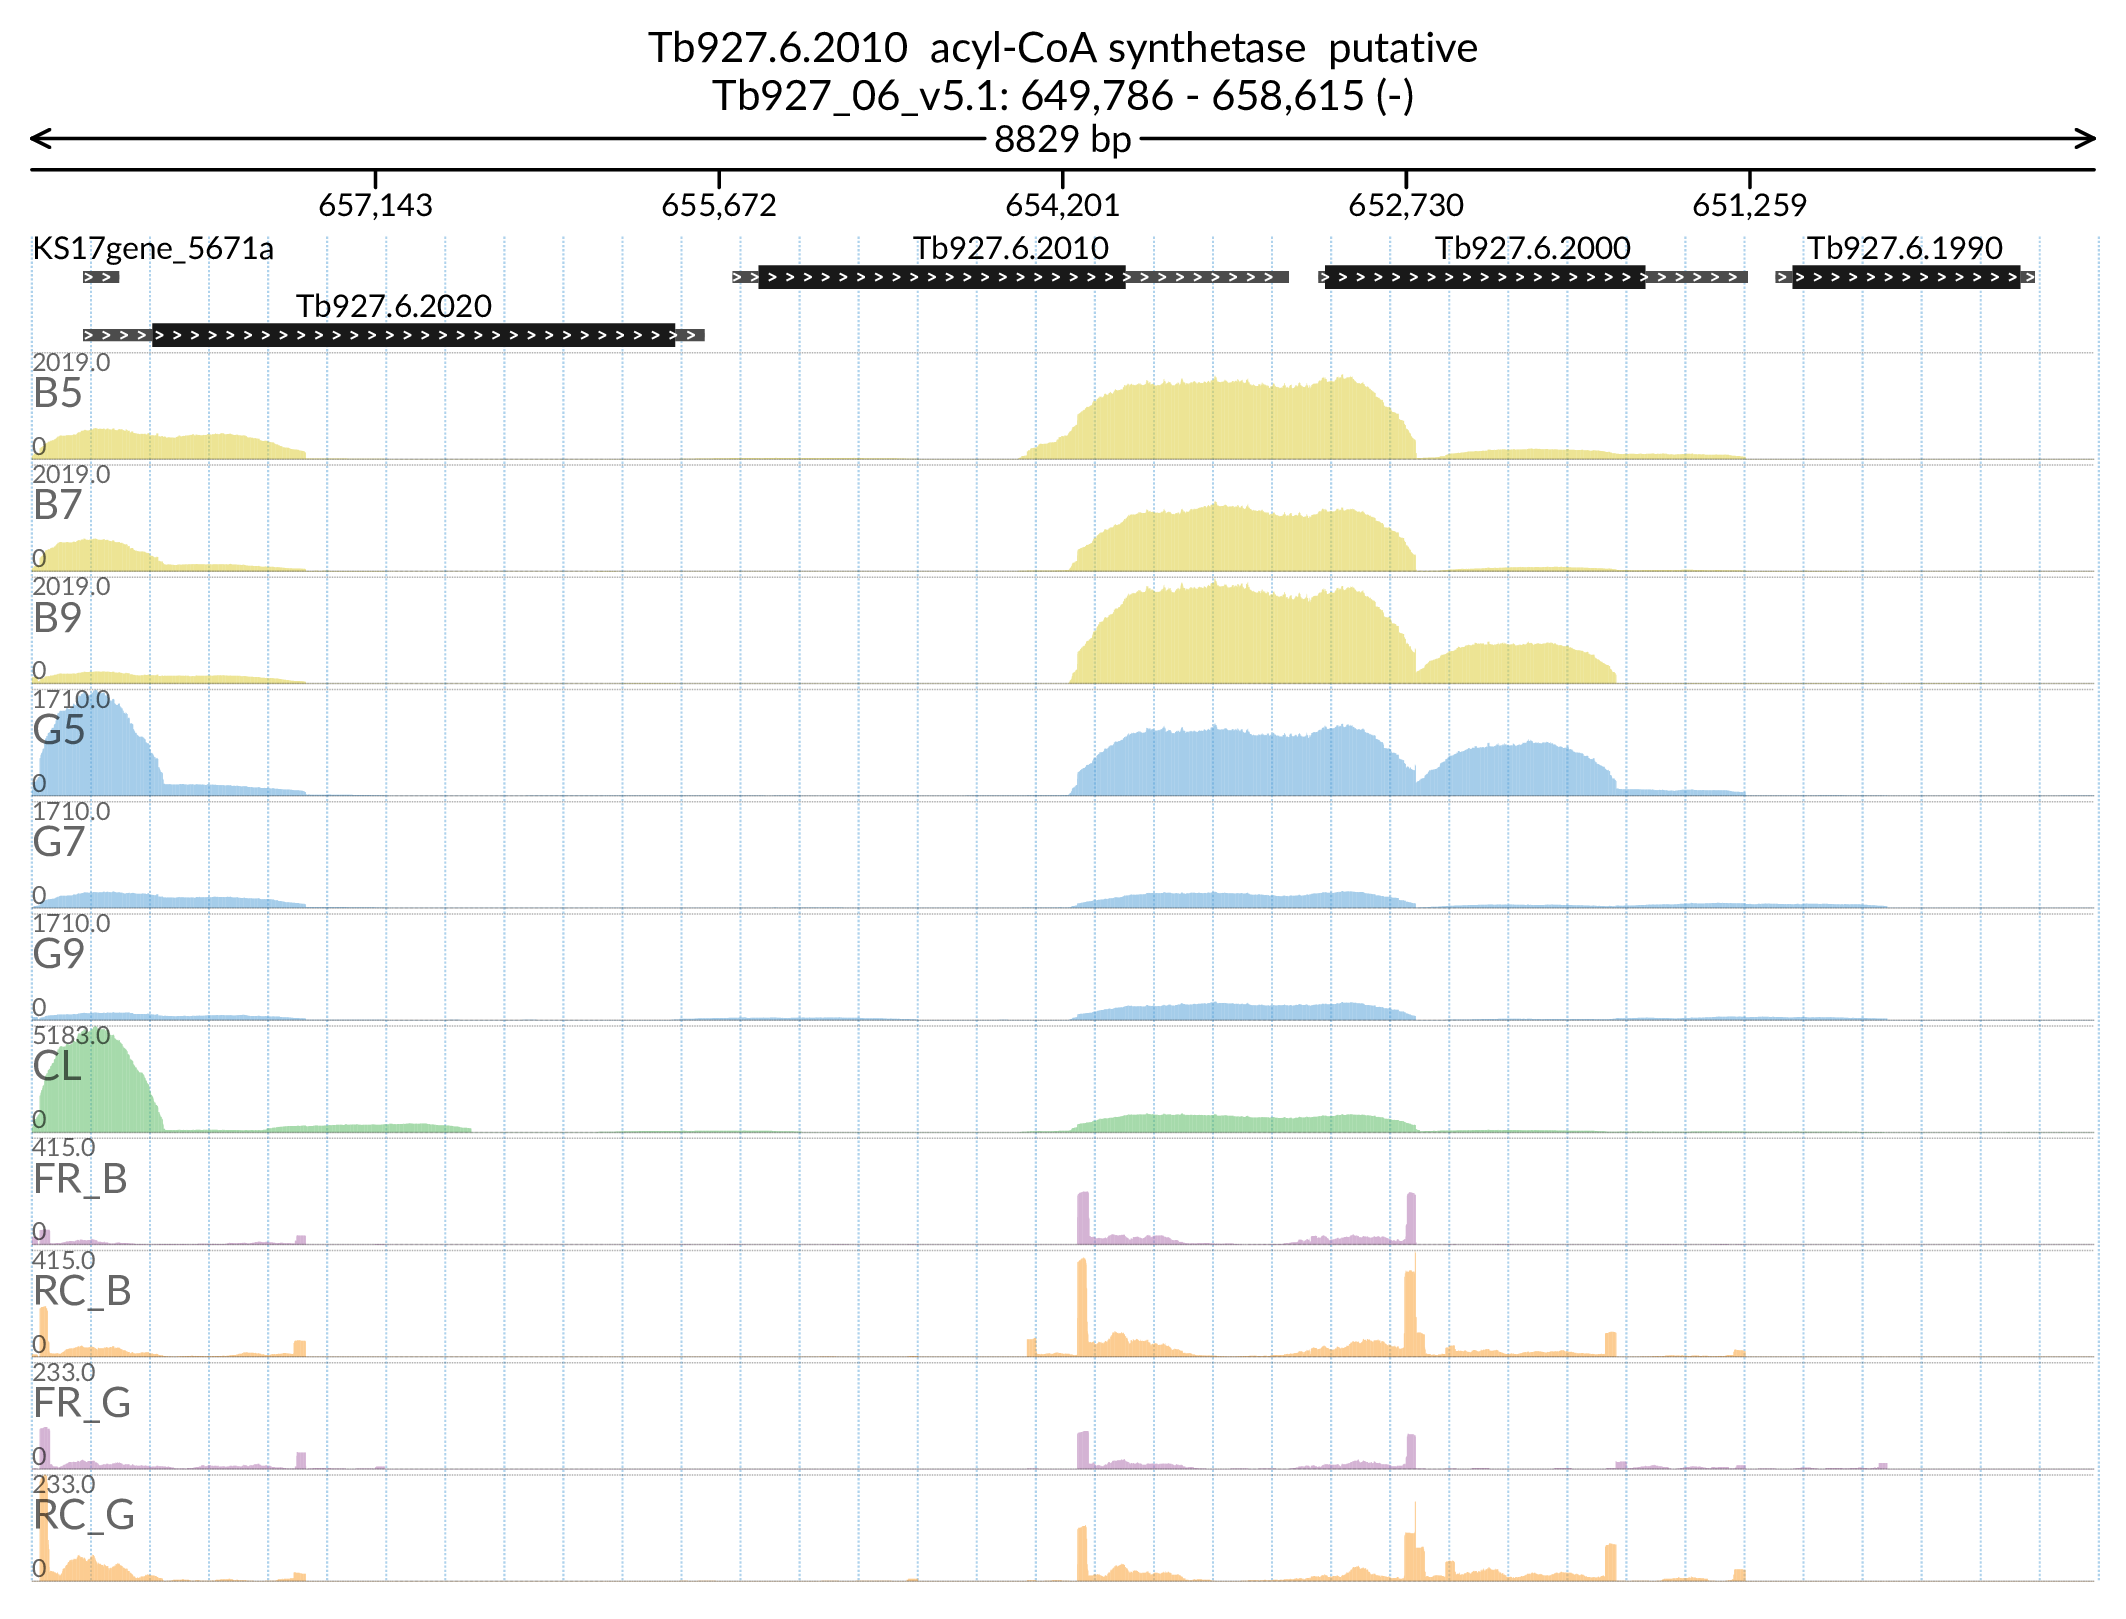 Tb927.6.2010 acyl-CoA synthetase putative
Tb927_06_v5.1: 649,786 - 658,615 (-)
8829 bp
657,143 655,672 654,201 652,730 651,259
KS17gene_5671a Tb927.6.2010 Tb927.6.2000 Tb927.6.1990
Tb927.6.2020
2019.0
B5
0
2019.0
B7
0
2019.0
B9
0
1710.0
G5
0
1710.0
G7
0
1710.0
G9
0
5183.0
CL
0
415.0
FR_B
0
415.0
RC_B
0
233.0
FR_G
0
233.0
RC_G
0